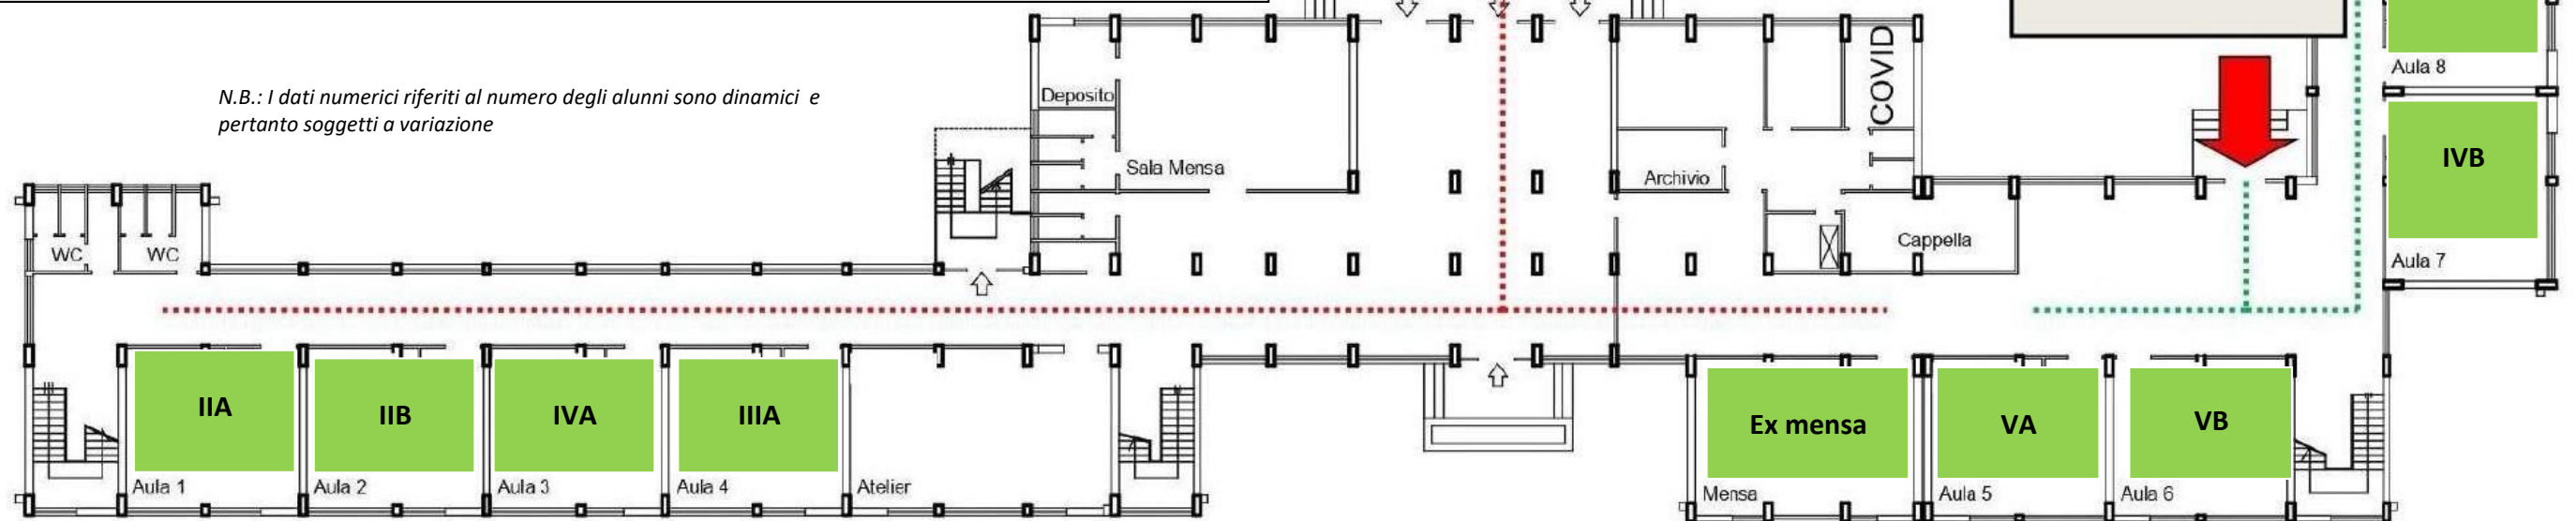 N.B.: I dati numerici riferiti al numero degli alunni sono dinamici e
pertanto soggetti a variazione
Deposito
COVID
Aula 8
Sala Mensa
Archivio
IVB
WC
WC
Cappella
Aula 7
IIA
IIB
IVA
IIIA
Ex mensa
VA
VB
Aula 1
Aula 2
Aula 3
Aula 4
Atelier
Mensa
Aula 5
Aula 6